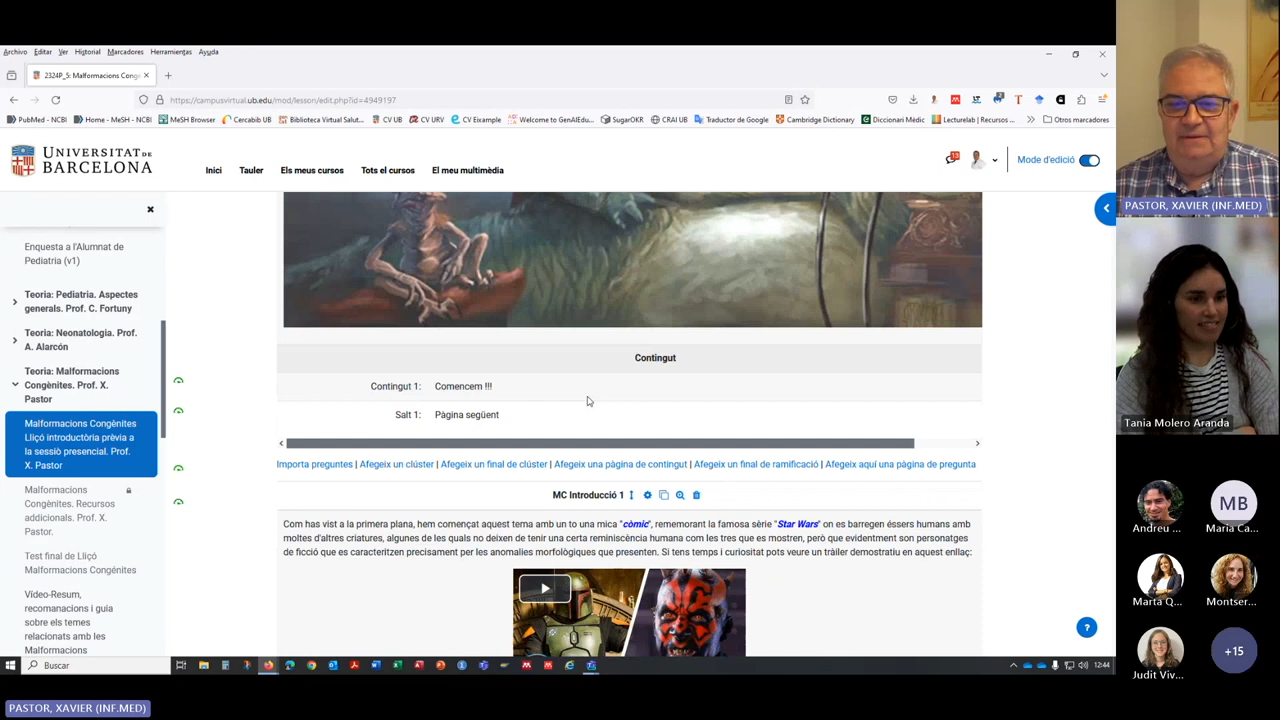 Archivo Editar Ver Historial Marcadores Herramientas Ayuda
2324P_5: Malformacions Conge
https://campusvirtual.ub.edu/mod/lesson/edit.php?id=4949197
PubMed - NCBI Home - MeSH - NCBI MeSH Browser Cercabib UB Biblioteca Virtual Salut... CV UB CV URV CV Eixample Welcome to GenAIEdu... SugarOKR CRAI UB Traductor de Google Cambridge Dictionary Diccionari Mèdic Lecturelab | Recursos ... Otros marcadores
UNIVERSITAT DE
BARCELONA
Inici Tauler Els meus cursos Tots el cursos El meu multimèdia
13
Mode d'edició
PASTOR, XAVIER (INF.MED)
Enquesta a l'Alumnat de
Pediatria (v1)
Teoria: Pediatria. Aspectes
generals. Prof. C. Fortuny
Teoria: Neonatologia. Prof.
A. Alarcón
Teoria: Malformacions
Congènites. Prof. X.
Pastor
Malformacions Congènites
Lliçó introductòria prèvia a
la sessió presencial. Prof.
X. Pastor
Malformacions
Congènites. Recursos
addicionals. Prof. X.
Pastor.
Test final de Lliçó
Malformacions Congènites
Vídeo-Resum,
recomanacions i guia
sobre els temes
relacionats amb les
Malformacions
Contingut
Contingut 1: Comencem !!!
Salt 1: Pàgina següent
Importa preguntes | Afegeix un clúster | Afegeix un final de clúster | Afegeix una pàgina de contingut | Afegeix un final de ramificació | Afegeix aquí una pàgina de pregunta
MC Introducció 1
Com has vist a la primera plana, hem començat aquest tema amb un to una mica "còmic", rememorant la famosa sèrie "Star Wars" on es barregen éssers humans amb
moltes d'altres criatures, algunes de les quals no deixen de tenir una certa reminiscència humana com les tres que es mostren, però que evidentment son personatges
de ficció que es caracteritzen precisament per les anomalies morfològiques que presenten. Si tens temps i curiositat pots veure un tràiler demostratiu en aquest enllaç:
?
Tania Molero Aranda
MB
Andreu ... Maria Ca...
Marta Q... Montser...
+15
Judit Viv...
Buscar
12:44
PASTOR, XAVIER (INF.MED)